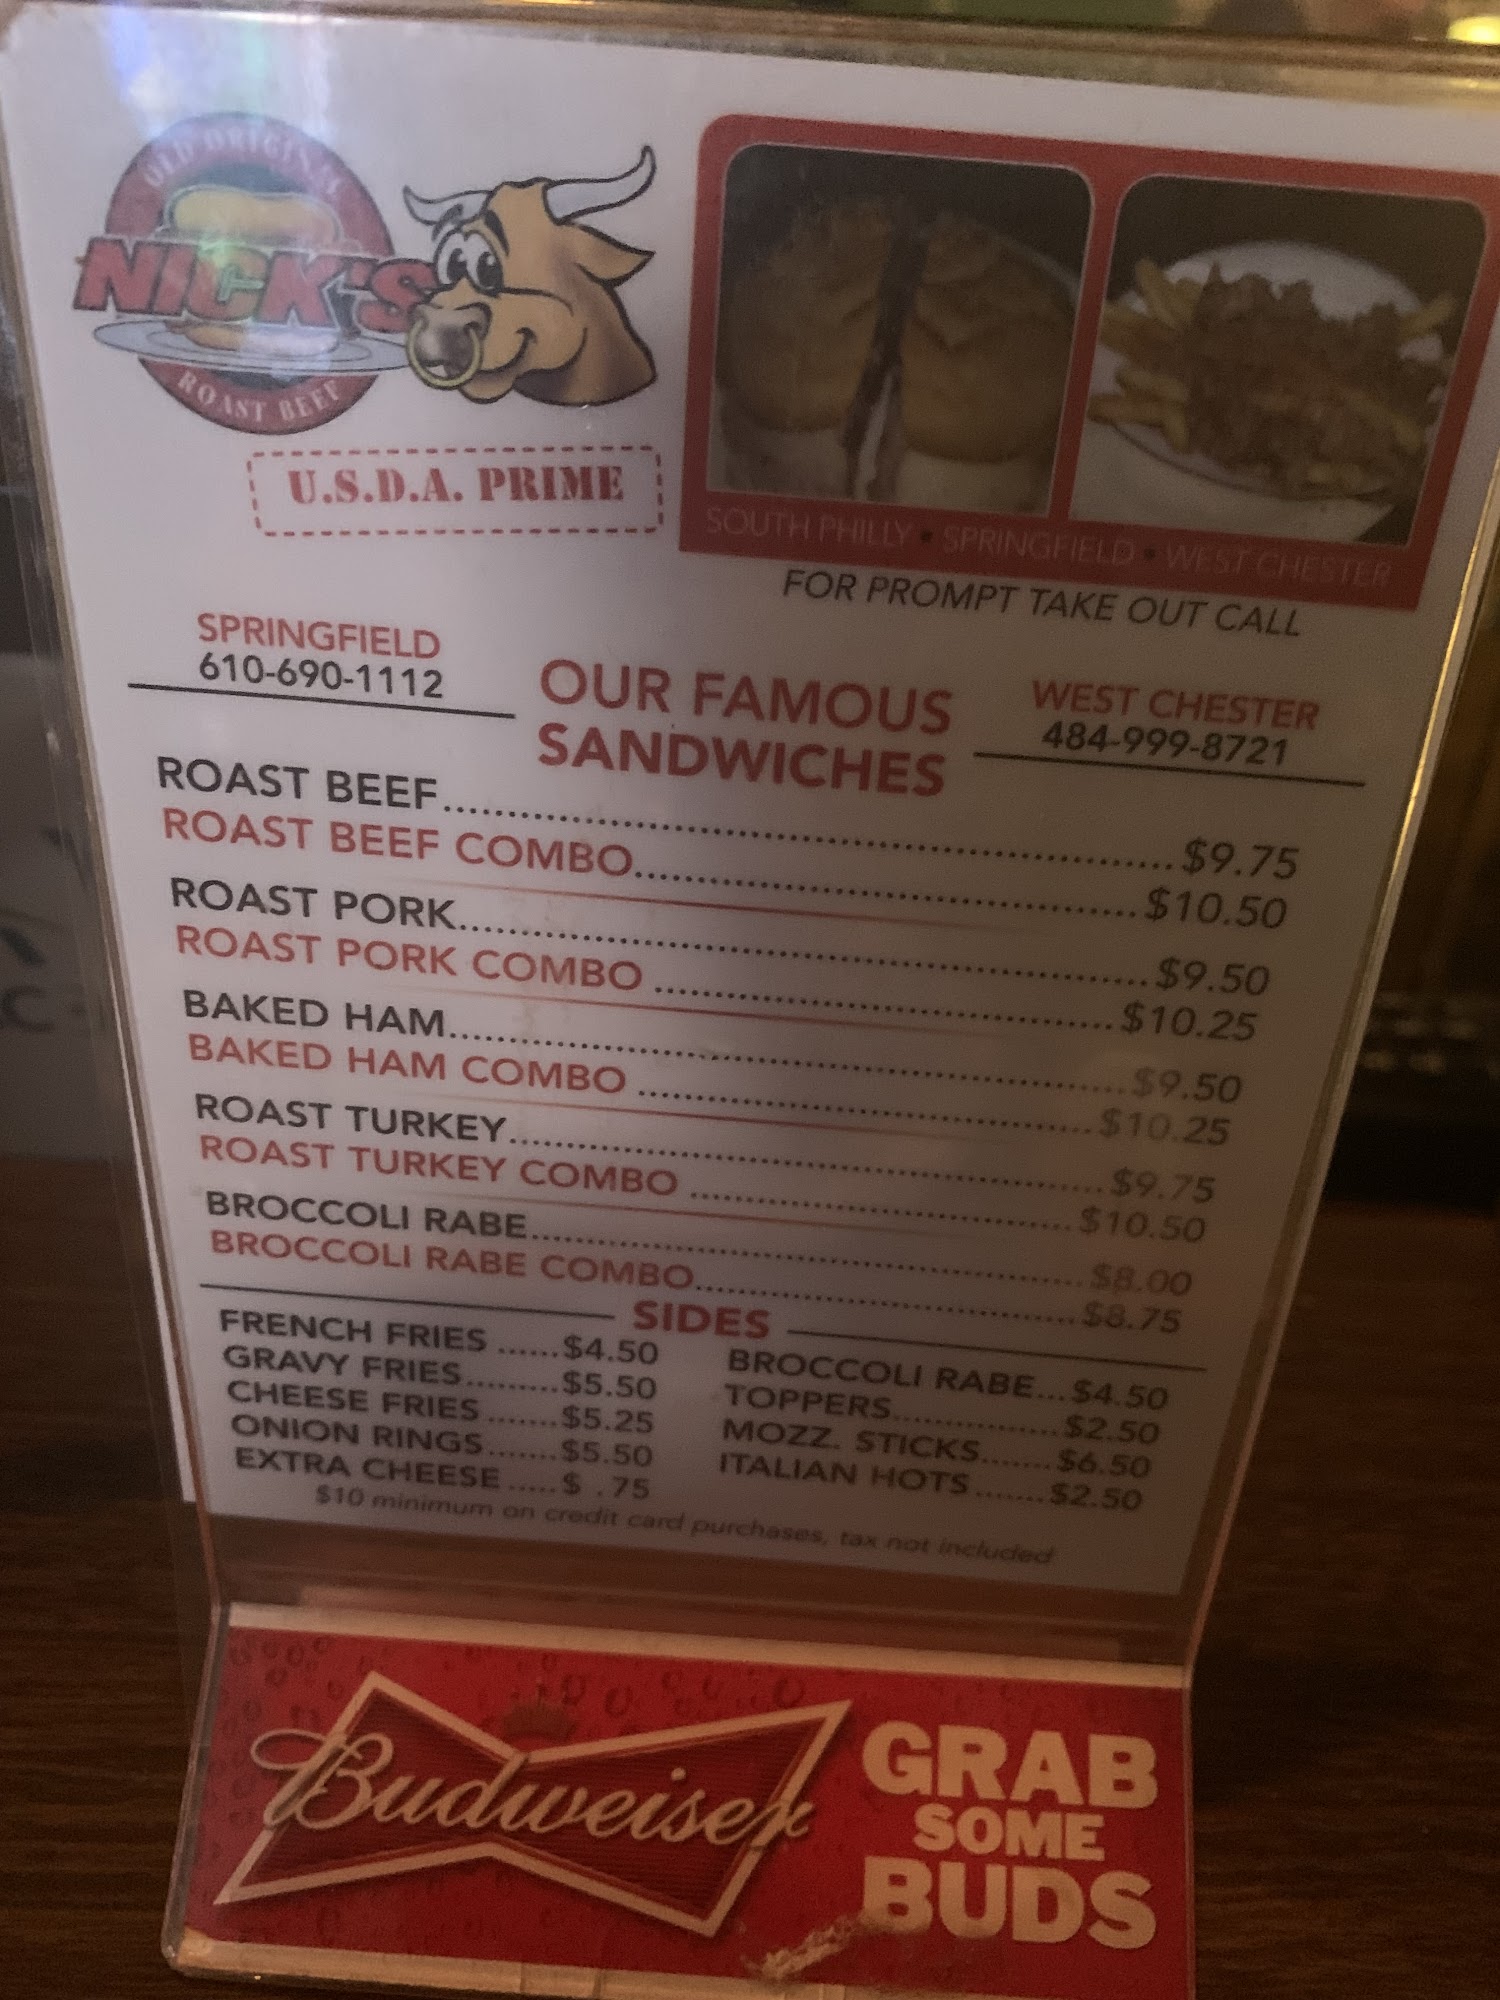 OLD ORIGINAL
NICK'S
ROAST BEEF
U.S.D.A. PRIME
SOUTH PHILLY • SPRINGFIELD • WEST CHESTER
FOR PROMPT TAKE OUT CALL
SPRINGFIELD
610-690-1112
OUR FAMOUS
SANDWICHES
WEST CHESTER
484-999-8721
ROAST BEEF..........$9.75
ROAST BEEF COMBO..........$10.50
ROAST PORK..........$9.50
ROAST PORK COMBO ..........$10.25
BAKED HAM..........$9.50
BAKED HAM COMBO ..........$10.25
ROAST TURKEY..........$9.75
ROAST TURKEY COMBO ..........$10.50
BROCCOLI RABE..........$8.00
BROCCOLI RABE COMBO..........$8.75
SIDES
FRENCH FRIES ......$4.50
GRAVY FRIES.........$5.50
CHEESE FRIES .......$5.25
ONION RINGS.......$5.50
EXTRA CHEESE .....$ .75
BROCCOLI RABE...$4.50
TOPPERS...............$2.50
MOZZ. STICKS.......$6.50
ITALIAN HOTS .......$2.50
$10 minimum on credit card purchases, tax not included
Budweiser
GRAB
SOME
BUDS